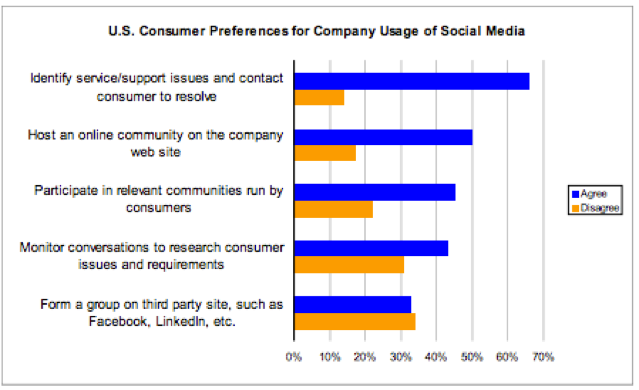 U.S. Consumer Preferences for Company Usage of Social Media
Identify service/support issues and contact
consumer to resolve
Host an online community on the company
web site
Participate in relevant communities run by
consumers
Monitor conversations to research consumer
issues and requirements
Form a group on third party site, such as
Facebook, LinkedIn, etc.
Agree
Disagree
0% 10% 20% 30% 40% 50% 60% 70%